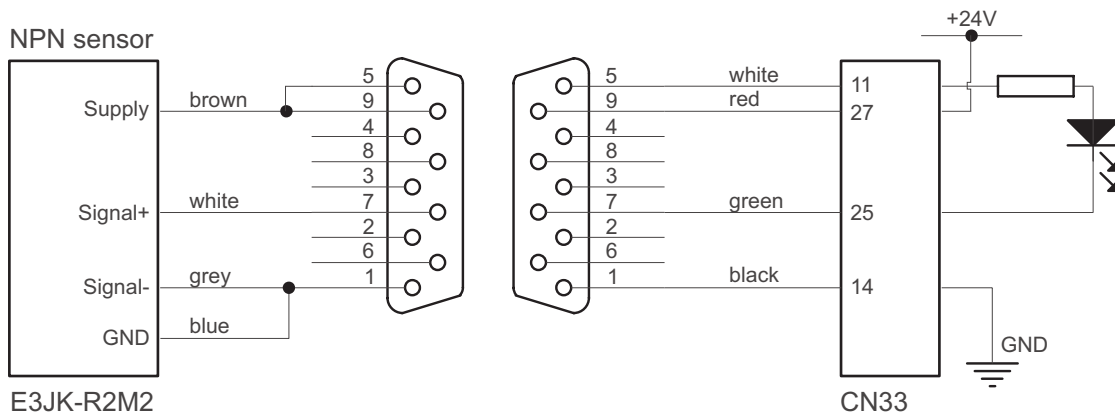 +24V
NPN sensor
5
9
4
8
3
7
2
6
1
Supply
brown
Signal+
white
Signal-
grey
GND
blue
E3JK-R2M2
5
9
4
8
3
7
2
6
1
white
red
green
black
11
27
25
14
GND
CN33